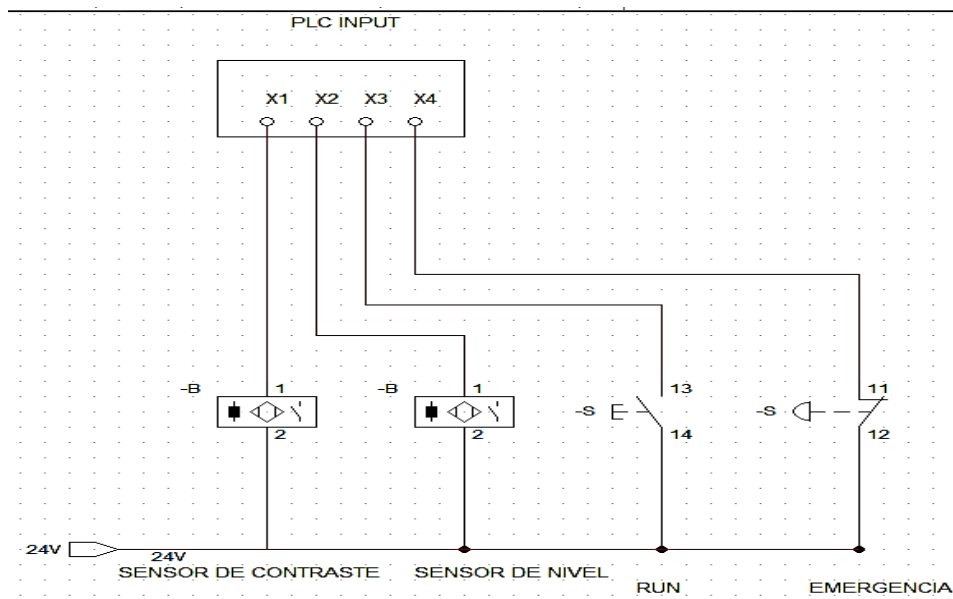 PLC INPUT
X1 X2 X3 X4
-B 1 -B 1 13 11
-S -S
2 2 14 12
24V 24V
SENSOR DE CONTRASTE SENSOR DE NIVEL
RUN EMERGENCIA